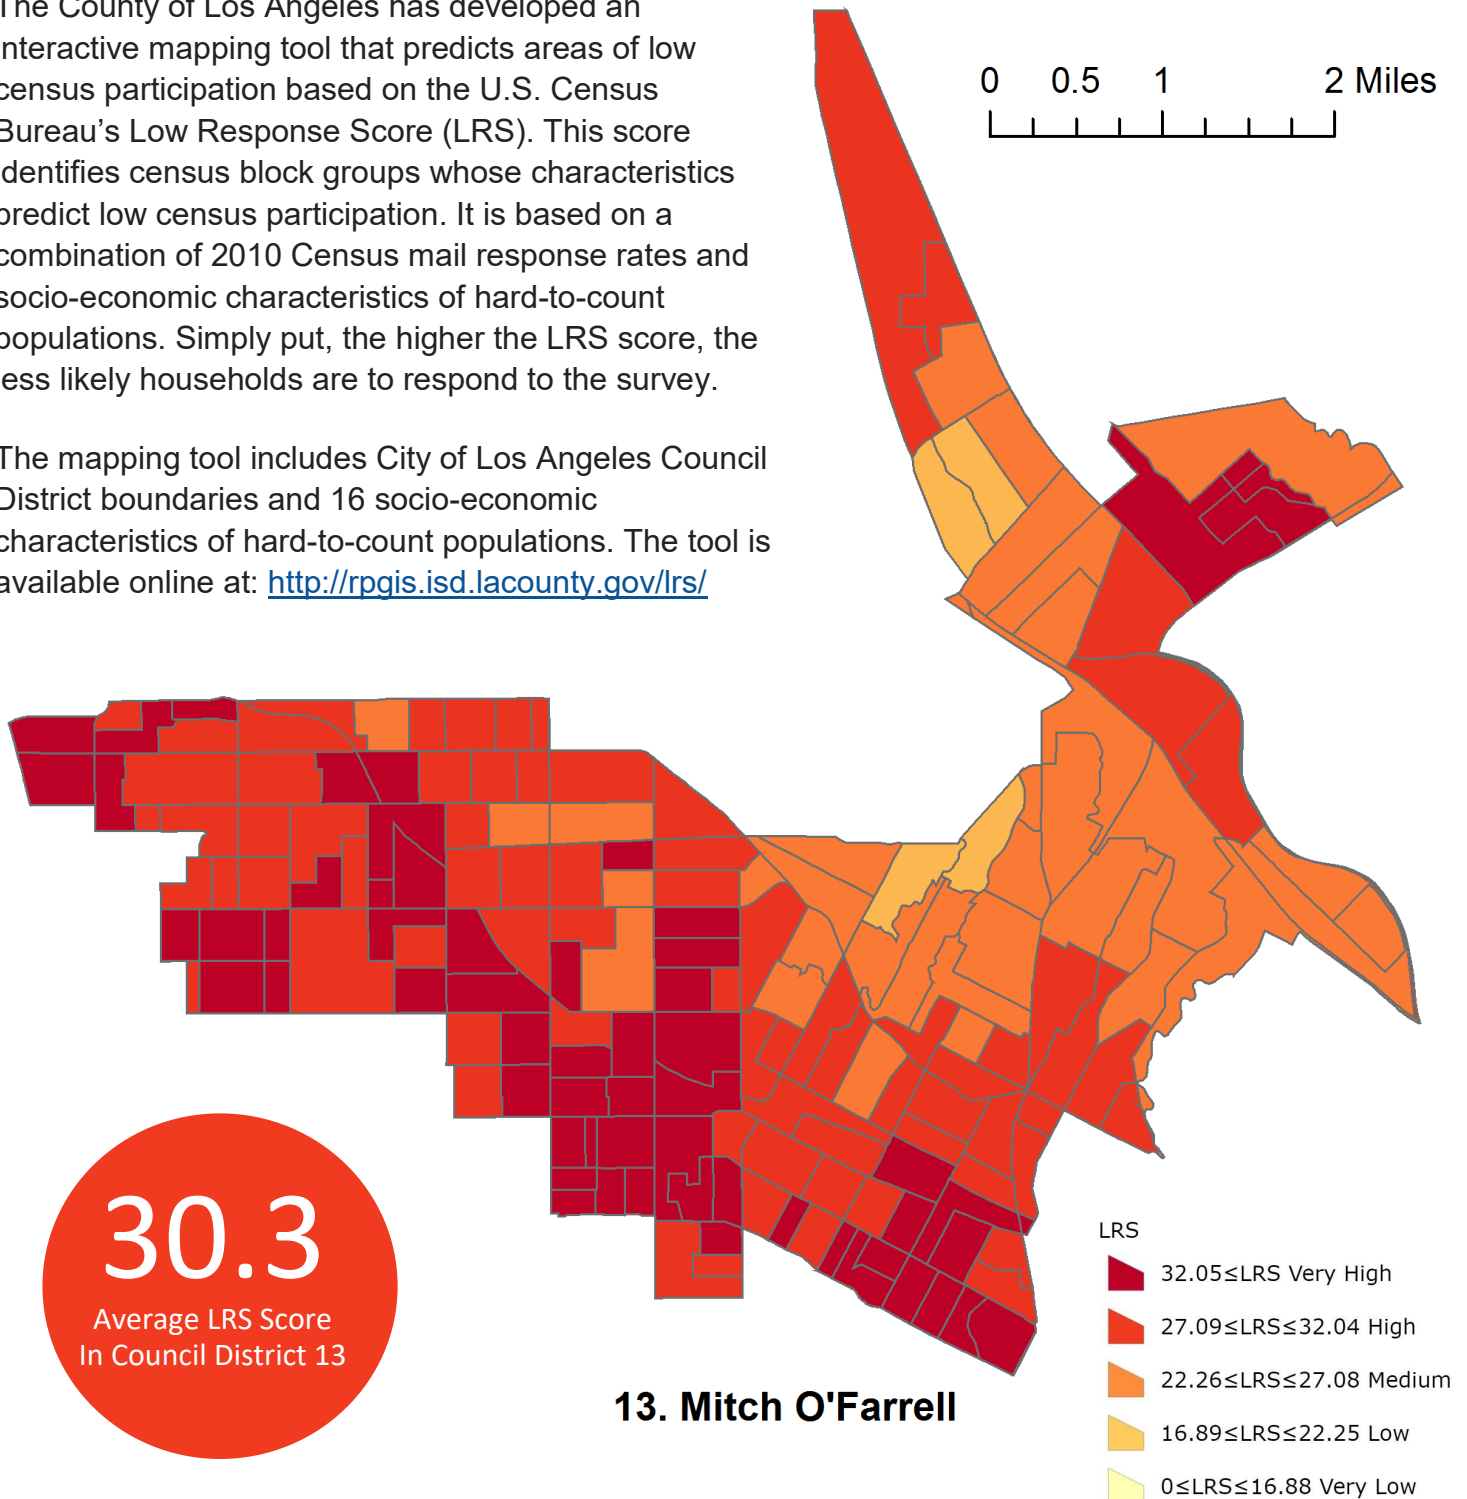 The County of Los Angeles has developed an
interactive mapping tool that predicts areas of low
census participation based on the U.S. Census
Bureau’s Low Response Score (LRS). This score
identifies census block groups whose characteristics
predict low census participation. It is based on a
combination of 2010 Census mail response rates and
socio-economic characteristics of hard-to-count
populations. Simply put, the higher the LRS score, the
less likely households are to respond to the survey.
The mapping tool includes City of Los Angeles Council
District boundaries and 16 socio-economic
characteristics of hard-to-count populations. The tool is
available online at: http://rpgis.isd.lacounty.gov/lrs/
0 0.5 1 2 Miles
30.3
Average LRS Score
In Council District 13
13. Mitch O'Farrell
LRS
32.05≤LRS Very High
27.09≤LRS≤32.04 High
22.26≤LRS≤27.08 Medium
16.89≤LRS≤22.25 Low
0≤LRS≤16.88 Very Low